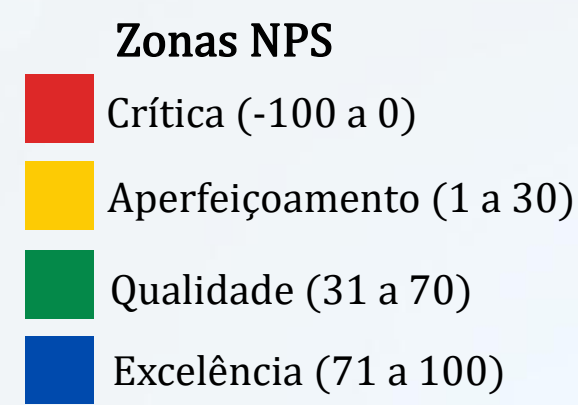 Zonas NPS
Crítica (-100 a 0)
Aperfeiçoamento (1 a 30)
Qualidade (31 a 70)
Excelência (71 a 100)